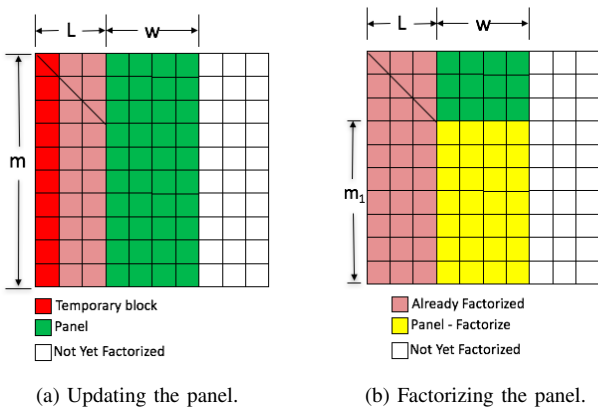 L w
m
Temporary block
Panel
Not Yet Factorized
(a) Updating the panel.
L w
m₁
Already Factorized
Panel - Factorize
Not Yet Factorized
(b) Factorizing the panel.